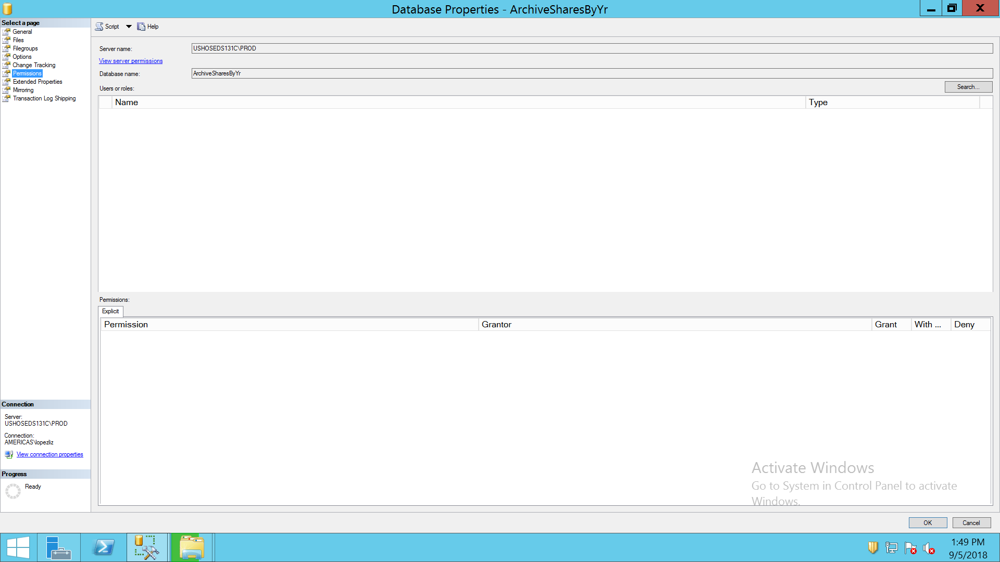 Database Properties - ArchiveSharesByYr
Select a page
General
Files
Filegroups
Options
Change Tracking
Permissions
Extended Properties
Mirroring
Transaction Log Shipping
Script
Help
Server name:
USHOSEDS131C\PROD
View server permissions
Database name:
ArchiveSharesByYr
Users or roles:
Search...
Name
Type
Permissions:
Explicit
Permission
Grantor
Grant
With ...
Deny
Connection
Server:
USHOSEDS131C\PROD
Connection:
AMERICAS\lopezliz
View connection properties
Progress
Ready
Activate Windows
Go to System in Control Panel to activate
Windows.
OK
Cancel
1:49 PM
9/5/2018